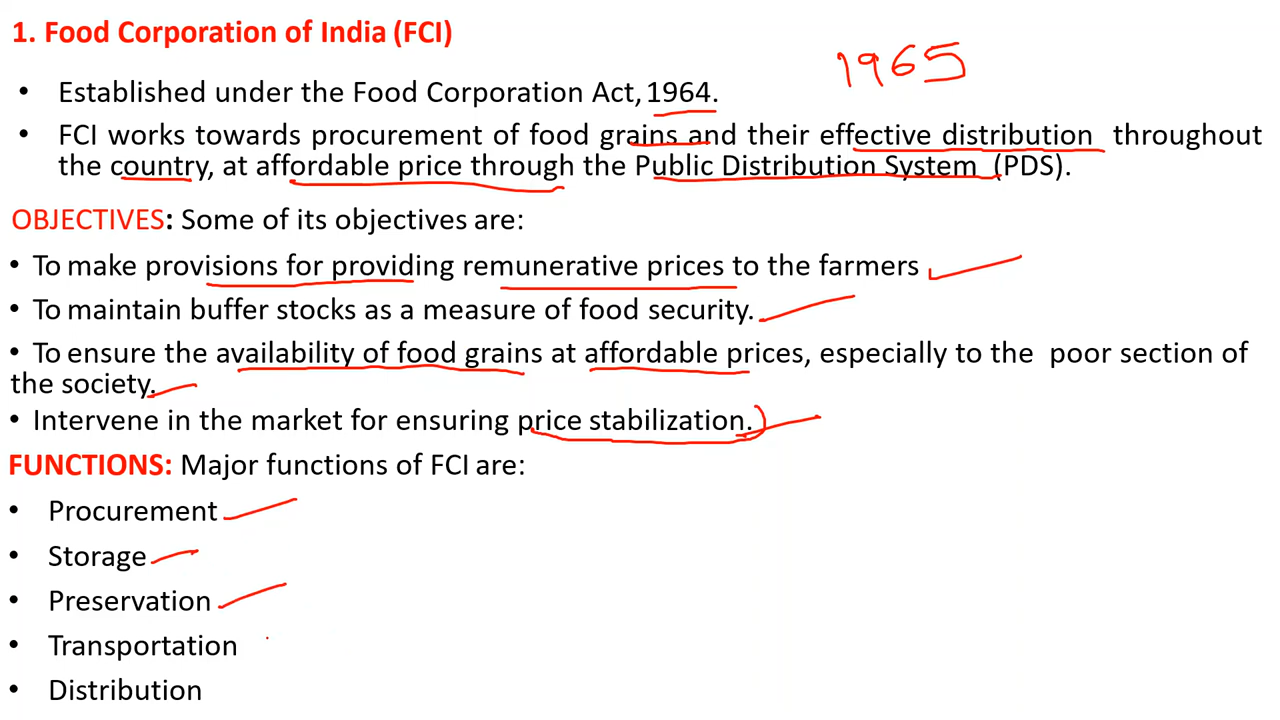 1. Food Corporation of India (FCI)
1965
• Established under the Food Corporation Act, 1964.
• FCI works towards procurement of food grains and their effective distribution throughout
the country, at affordable price through the Public Distribution System (PDS).
OBJECTIVES: Some of its objectives are:
• To make provisions for providing remunerative prices to the farmers
• To maintain buffer stocks as a measure of food security.
• To ensure the availability of food grains at affordable prices, especially to the poor section of
the society.
• Intervene in the market for ensuring price stabilization.
FUNCTIONS: Major functions of FCI are:
• Procurement
• Storage
• Preservation
• Transportation
• Distribution